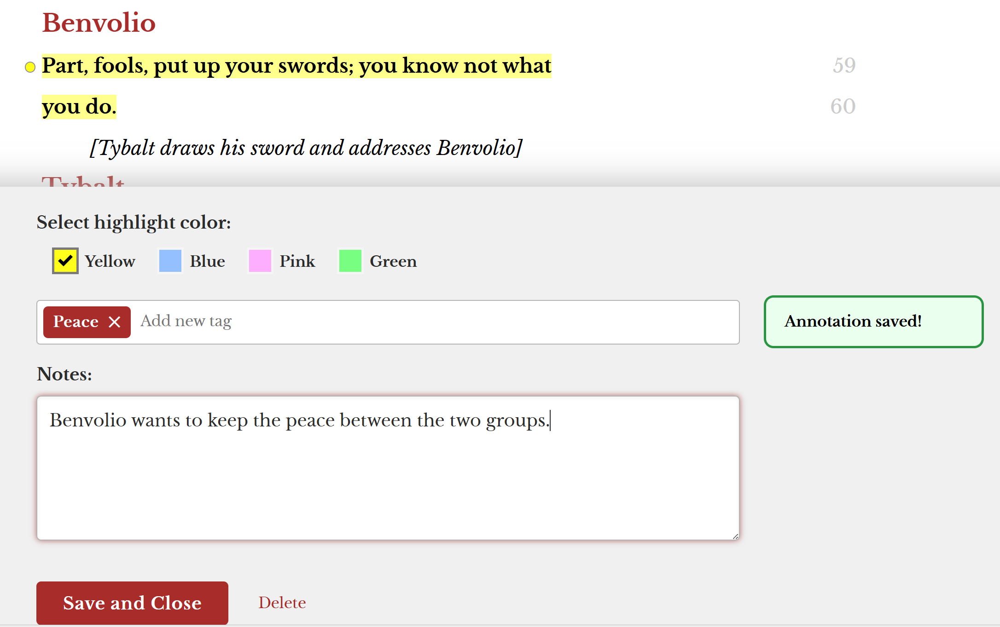 Benvolio
Part, fools, put up your swords; you know not what 59
you do. 60
[Tybalt draws his sword and addresses Benvolio]
Tybalt
Select highlight color:
Yellow Blue Pink Green
Peace Add new tag Annotation saved!
Notes:
Benvolio wants to keep the peace between the two groups.
Save and Close Delete